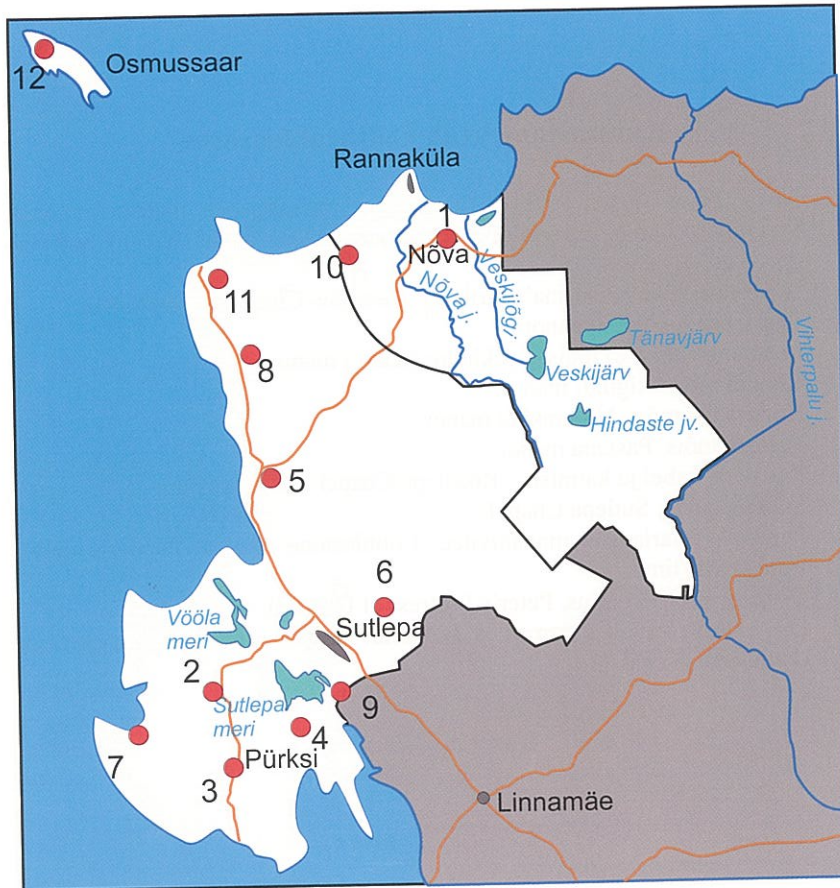 12
Osmussaar
Rannaküla
1
Nõva
10
11
Nõva j.
Veskijõgi
8
Tänavjärv
Veskijärv
Vihterpalu j.
Hindaste jv.
5
6
Sutlepa
Vööla
meri
2
Sutlepa
meri
9
4
7
Pürksi
3
Linnamäe